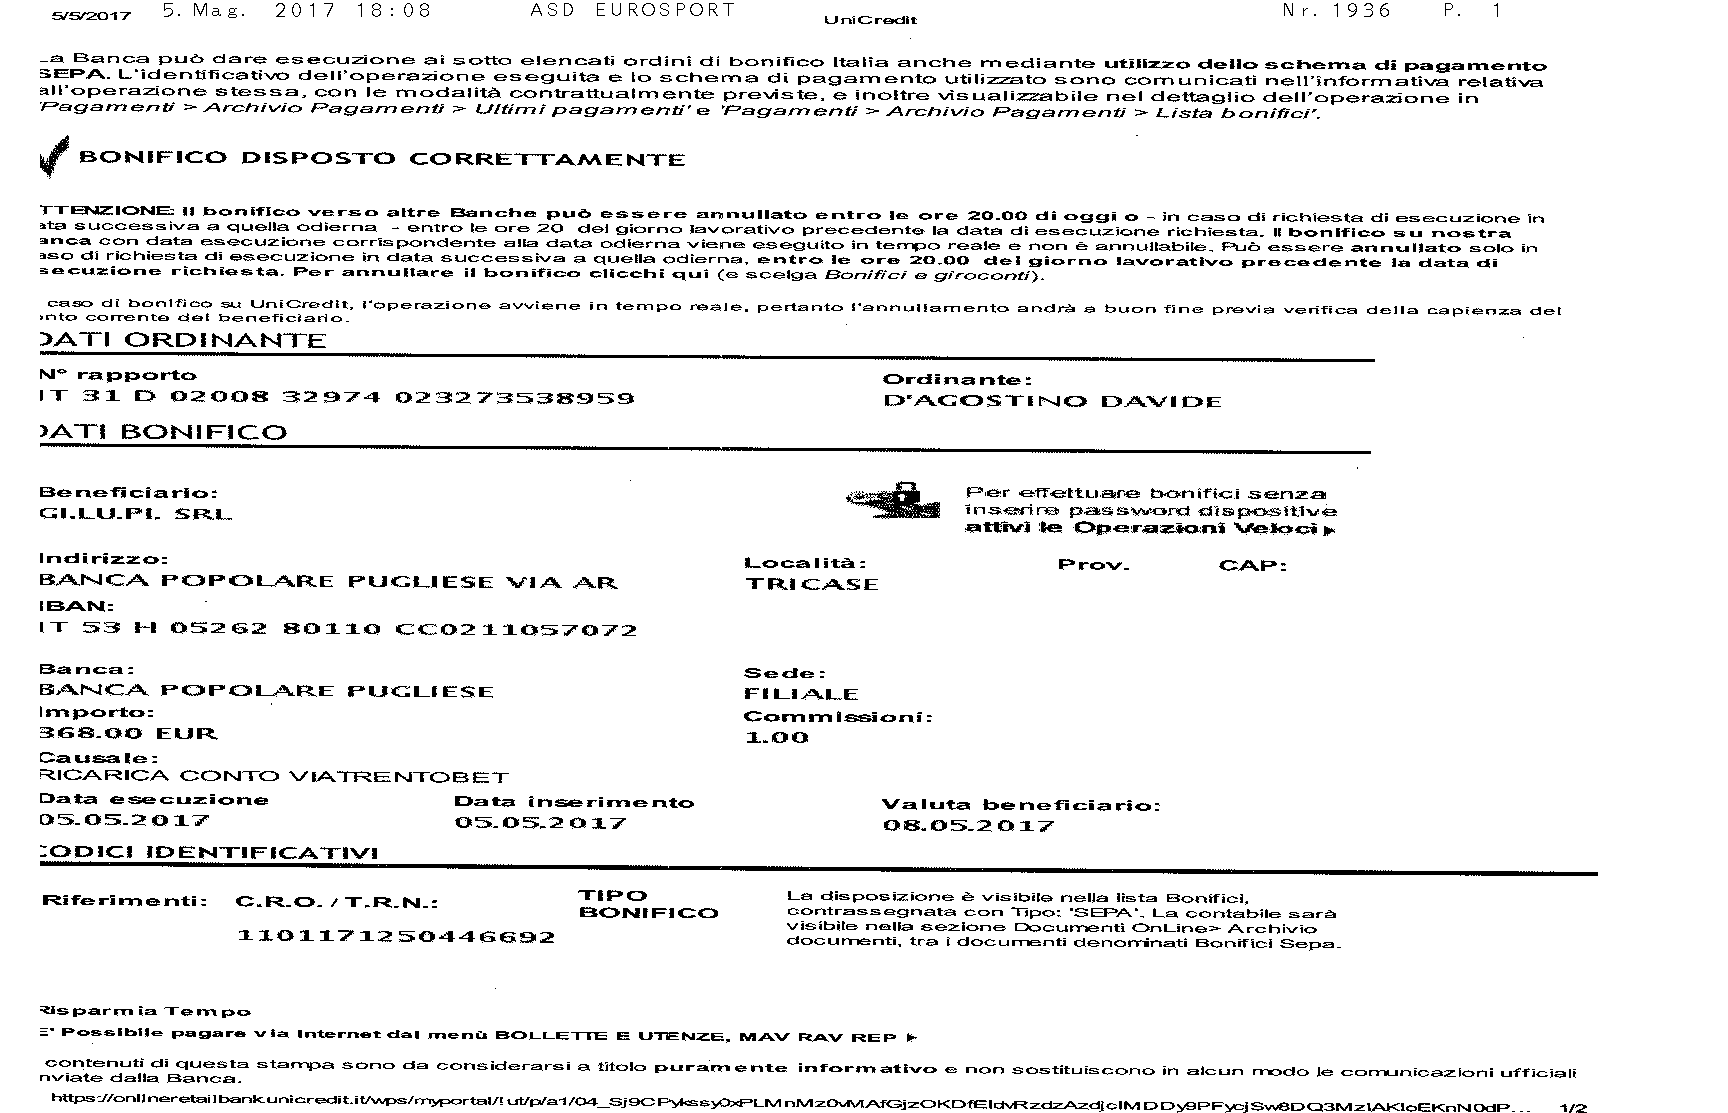 5/5/2017 5. Mag. 2017 18:08 ASD EUROSPORT UniCredit Nr. 1936 P. 1
La Banca può dare esecuzione ai sotto elencati ordini di bonifico Italia anche mediante utilizzo dello schema di pagamento
SEPA. L'identificativo dell'operazione eseguita e lo schema di pagamento utilizzato sono comunicati nell'informativa relativa
all'operazione stessa, con le modalità contrattualmente previste, e inoltre visualizzabile nel dettaglio dell'operazione in
'Pagamenti > Archivio Pagamenti > Ultimi pagamenti' e 'Pagamenti > Archivio Pagamenti > Lista bonifici'.
BONIFICO DISPOSTO CORRETTAMENTE
TTENZIONE: Il bonifico verso altre Banche può essere annullato entro le ore 20.00 di oggi o - in caso di richiesta di esecuzione in
ata successiva a quella odierna - entro le ore 20 del giorno lavorativo precedente la data di esecuzione richiesta. Il bonifico su nostra
anca con data esecuzione corrispondente alla data odierna viene eseguito in tempo reale e non è annullabile. Può essere annullato solo in
aso di richiesta di esecuzione in data successiva a quella odierna, entro le ore 20.00 del giorno lavorativo precedente la data di
secuzione richiesta. Per annullare il bonifico clicchi qui (e scelga Bonifici e giroconti).
caso di bonifico su UniCredit, l'operazione avviene in tempo reale, pertanto l'annullamento andrà a buon fine previa verifica della capienza del
onto corrente del beneficiario.
DATI ORDINANTE
N° rapporto Ordinante:
IT 31 D 02008 32974 023273538959 D'AGOSTINO DAVIDE
DATI BONIFICO
Beneficiario: Per effettuare bonifici senza
GI.LU.PI. SRL inserire password dispositive
attivi le Operazioni Veloci
Indirizzo: Località: Prov. CAP:
BANCA POPOLARE PUGLIESE VIA AR TRICASE
IBAN:
IT 53 H 05262 80110 CC0211057072
Banca: Sede:
BANCA POPOLARE PUGLIESE FILIALE
Importo: Commissioni:
368.00 EUR 1.00
Causale:
RICARICA CONTO VIATRENTOBET
Data esecuzione Data inserimento Valuta beneficiario:
05.05.2017 05.05.2017 08.05.2017
CODICI IDENTIFICATIVI
Riferimenti: C.R.O. / T.R.N.: TIPO BONIFICO La disposizione è visibile nella lista Bonifici,
contrassegnata con Tipo: 'SEPA'. La contabile sarà
1101171250446692 visibile nella sezione Documenti OnLine> Archivio
documenti, tra i documenti denominati Bonifici Sepa.
Risparmia Tempo
E' Possibile pagare via Internet dal menù BOLLETTE E UTENZE, MAV RAV REP
contenuti di questa stampa sono da considerarsi a titolo puramente informativo e non sostituiscono in alcun modo le comunicazioni ufficiali
nviate dalla Banca.
1/2